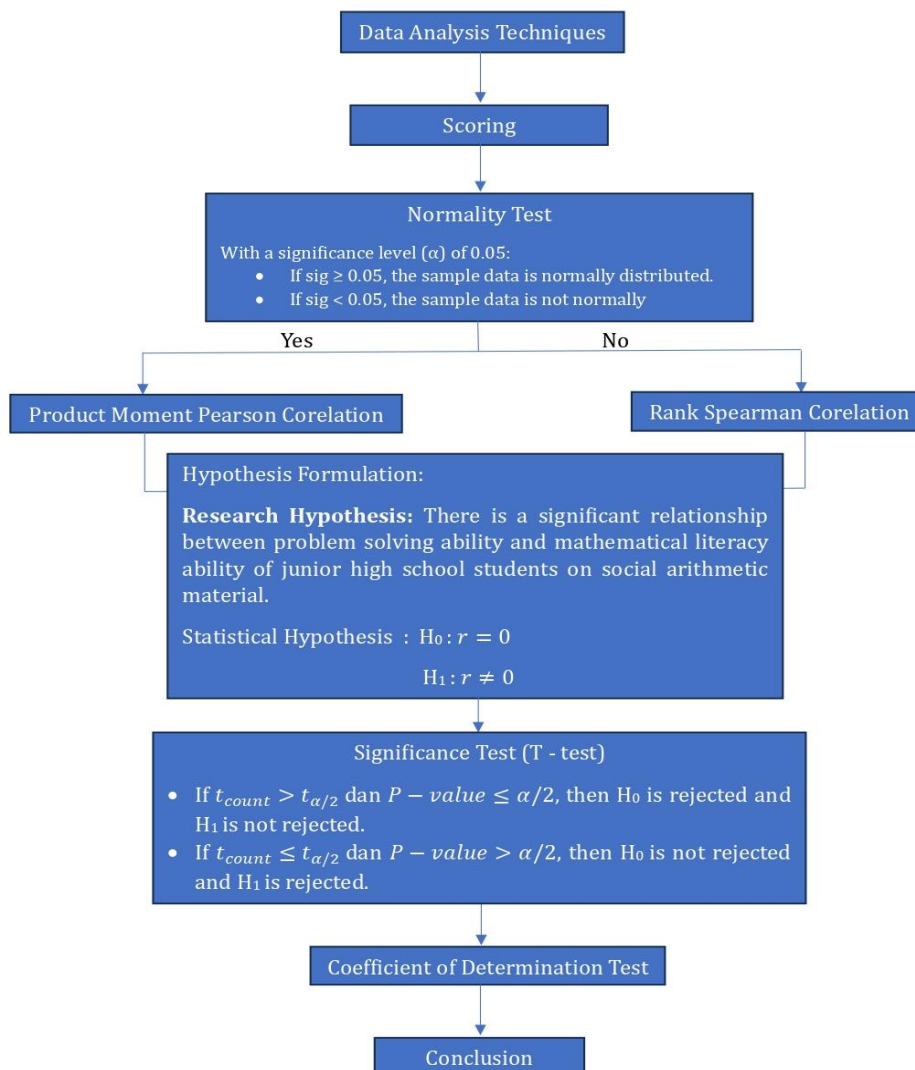 Data Analysis Techniques
Scoring
Normality Test
With a significance level (α) of 0.05:
• If sig ≥ 0.05, the sample data is normally distributed.
• If sig < 0.05, the sample data is not normally
Yes
No
Product Moment Pearson Corelation
Rank Spearman Corelation
Hypothesis Formulation:
Research Hypothesis: There is a significant relationship
between problem solving ability and mathematical literacy
ability of junior high school students on social arithmetic
material.
Statistical Hypothesis : H₀ : r = 0
H₁ : r ≠ 0
Significance Test (T - test)
• If t_count > t_α/2 dan P − value ≤ α/2, then H₀ is rejected and
H₁ is not rejected.
• If t_count ≤ t_α/2 dan P − value > α/2, then H₀ is not rejected
and H₁ is rejected.
Coefficient of Determination Test
Conclusion